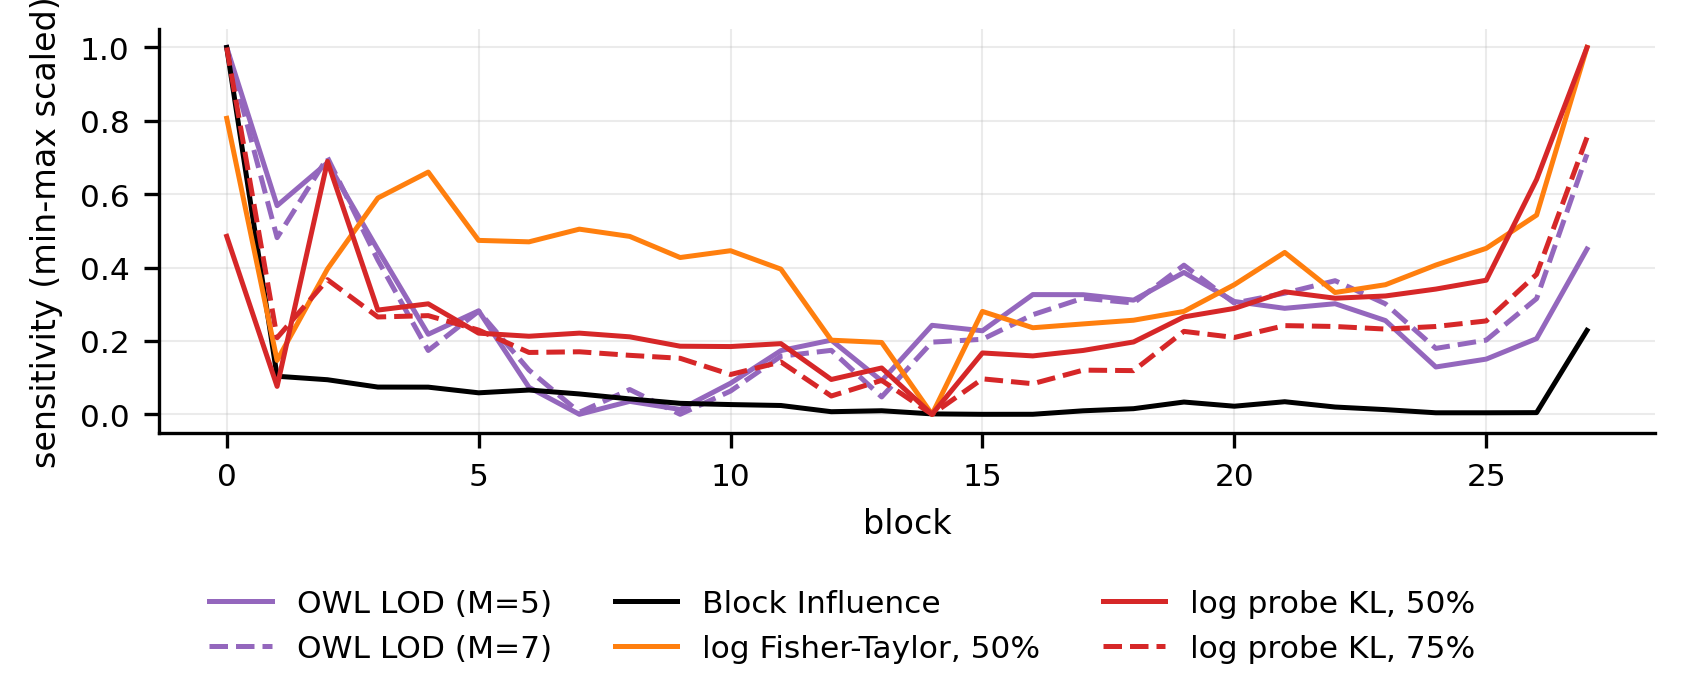 sensitivity (min-max scaled)
1.0
0.8
0.6
0.4
0.2
0.0
0 5 10 15 20 25
block
OWL LOD (M=5) Block Influence log probe KL, 50%
OWL LOD (M=7) log Fisher-Taylor, 50% log probe KL, 75%